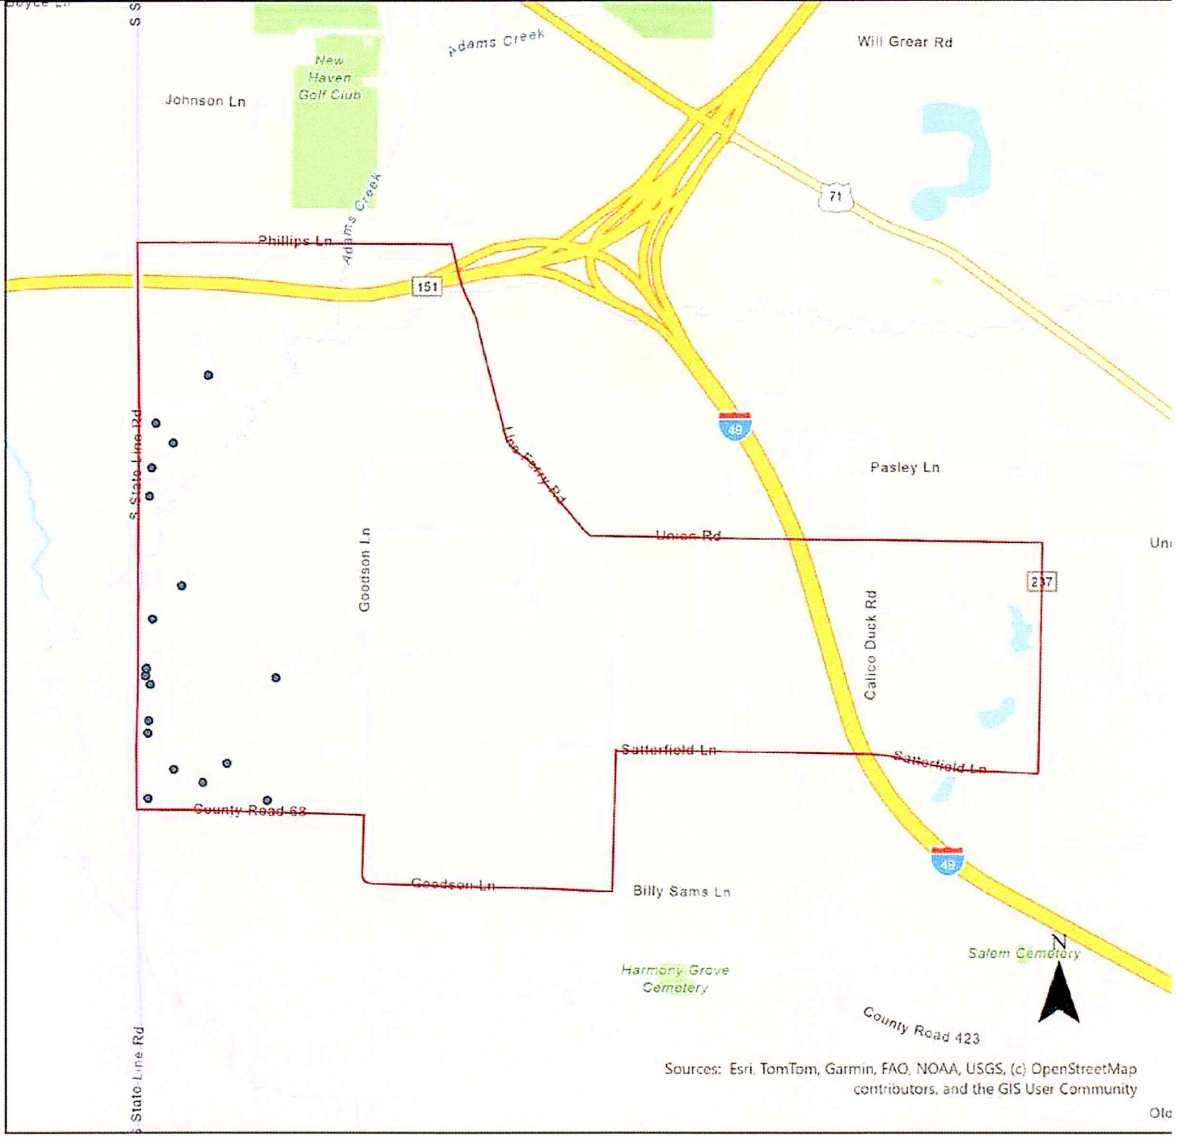 Will Grear Rd
Adams Creek
New
Haven
Golf Club
Johnson Ln
71
Adams Creek
Phillips Ln
151
49
S State Line Rd
Line Ferry Rd
Pasley Ln
Union Rd
Goodson Ln
237
Calico Duck Rd
Satterfield Ln
Satterfield Ln
County Road 68
49
Goodson Ln
Billy Sams Ln
N
Salem Cemetery
Harmony Grove
Cemetery
County Road 423
S State Line Rd
Sources: Esri, TomTom, Garmin, FAO, NOAA, USGS, (c) OpenStreetMap
contributors, and the GIS User Community